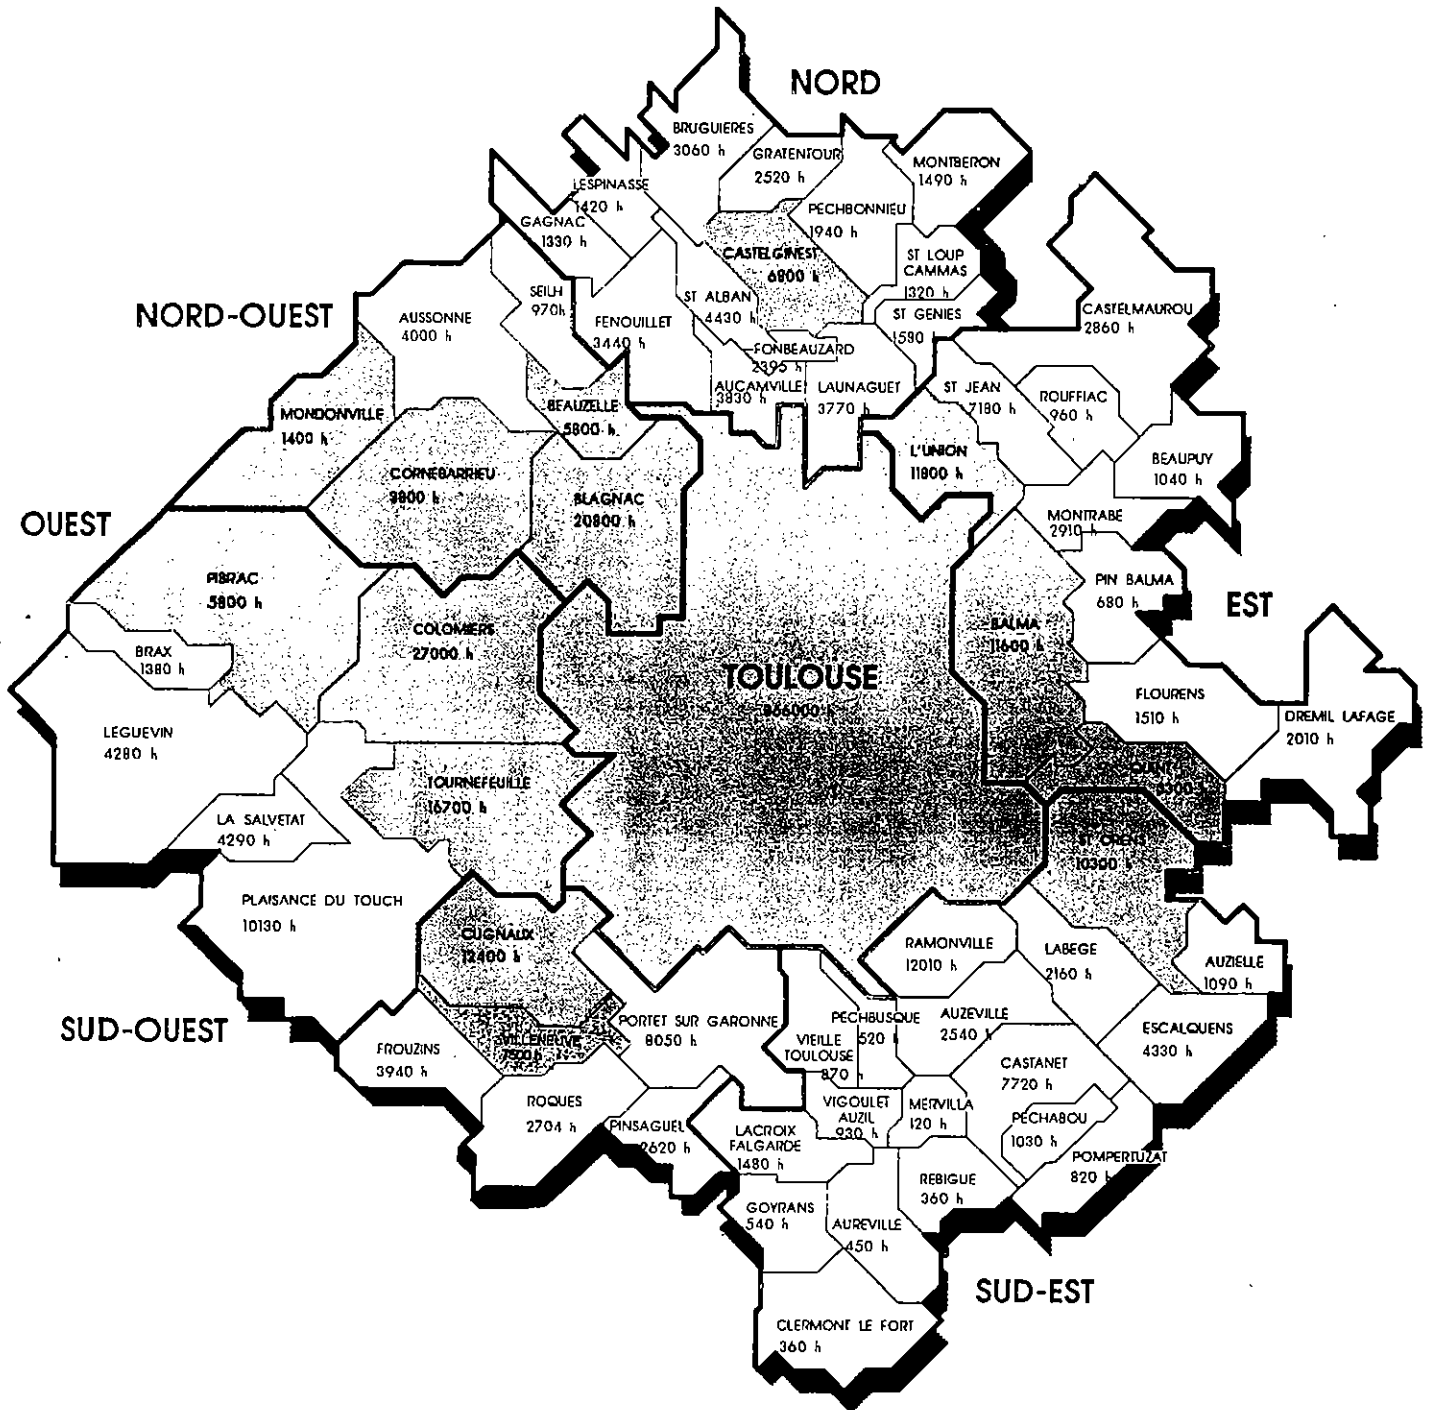 NORD
BRUGUIERES
3060 h
GRATENTOUR
2520 h
MONTBERON
1490 h
LESPINASSE
1420 h
GAGNAC
1330 h
PECHBONNIEU
1940 h
CASTELGINEST
6800 h
ST LOUP
CAMMAS
1320 h
NORD-OUEST
AUSSONNE
4000 h
SEILH
970h
FENOUILLET
3440 h
ST ALBAN
4430 h
ST GENIES
1580 h
CASTELMAUROU
2860 h
FONBEAUZARD
2395 h
AUCAMVILLE
3830 h
LAUNAGUET
3770 h
ST JEAN
7180 h
ROUFFIAC
960 h
MONDONVILLE
1400 h
BEAUZELLE
5800 h
CORNEBARRIEU
3800 h
BLAGNAC
20800 h
L'UNION
11800 h
BEAUPUY
1040 h
MONTRABE
2910 h
OUEST
PIBRAC
5800 h
PIN BALMA
680 h
EST
BRAX
1380 h
COLOMIERS
27000 h
BALMA
11600 h
TOULOUSE
366000 h
FLOURENS
1510 h
DREMIL LAFAGE
2010 h
LEGUEVIN
4280 h
TOURNEFEUILLE
16700 h
QUINT
LA SALVETAT
4290 h
ST ORENS
10300 h
PLAISANCE DU TOUCH
10130 h
CUGNAUX
12400 h
RAMONVILLE
12010 h
LABEGE
2160 h
AUZIELLE
1090 h
SUD-OUEST
VILLENEUVE
PORTET SUR GARONNE
8050 h
FROUZINS
3940 h
VIEILLE
TOULOUSE
870 h
PECHBUSQUE
520 h
AUZEVILLE
2540 h
ESCALQUENS
4330 h
CASTANET
7720 h
ROQUES
2704 h
PINSAGUEL
2620 h
LACROIX
FALGARDE
1480 h
VIGOULET
AUZIL
930 h
MERVILLA
120 h
PECHABOU
1030 h
POMPERTUZAT
820 h
REBIGUE
360 h
GOYRANS
540 h
AUREVILLE
450 h
SUD-EST
CLERMONT LE FORT
360 h